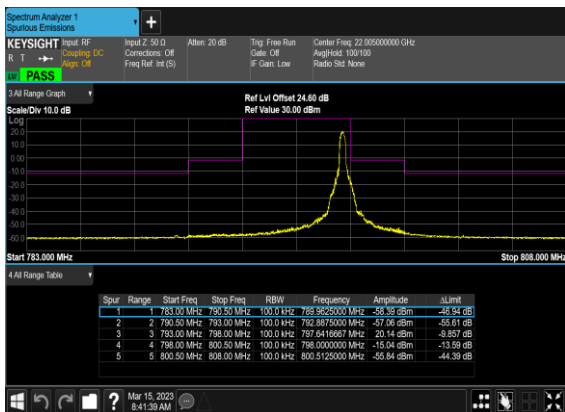 Spectrum Analyzer 1
Spurious Emissions
KEYSIGHT Input: RF Input Z: 50 Ω Atten: 20 dB Trig: Free Run Center Freq: 22.005000000 GHz
R T Coupling: DC Corrections: Off Gate: Off Avg|Hold: 100/100
Align: Off Freq Ref: Int (S) IF Gain: Low Radio Std: None
PASS
3 All Range Graph
Ref Lvl Offset 24.60 dB
Scale/Div 10.0 dB Ref Value 30.00 dBm
Log
20.0
10.0
0.00
-10.0
-20.0
-30.0
-40.0
-50.0
-60.0
Start 783.000 MHz Stop 808.000 MHz
4 All Range Table
Spur Range Start Freq Stop Freq RBW Frequency Amplitude ΔLimit
1 1 783.00 MHz 790.50 MHz 100.0 kHz 789.9625000 MHz -58.39 dBm -46.94 dB
2 2 790.50 MHz 793.00 MHz 100.0 kHz 792.8875000 MHz -57.06 dBm -55.61 dB
3 3 793.00 MHz 798.00 MHz 100.0 kHz 797.6416667 MHz 20.14 dBm -9.857 dB
4 4 798.00 MHz 800.50 MHz 100.0 kHz 798.0000000 MHz -15.04 dBm -13.59 dB
5 5 800.50 MHz 808.00 MHz 100.0 kHz 800.5125000 MHz -55.84 dBm -44.39 dB
Mar 15, 2023
8:41:39 AM